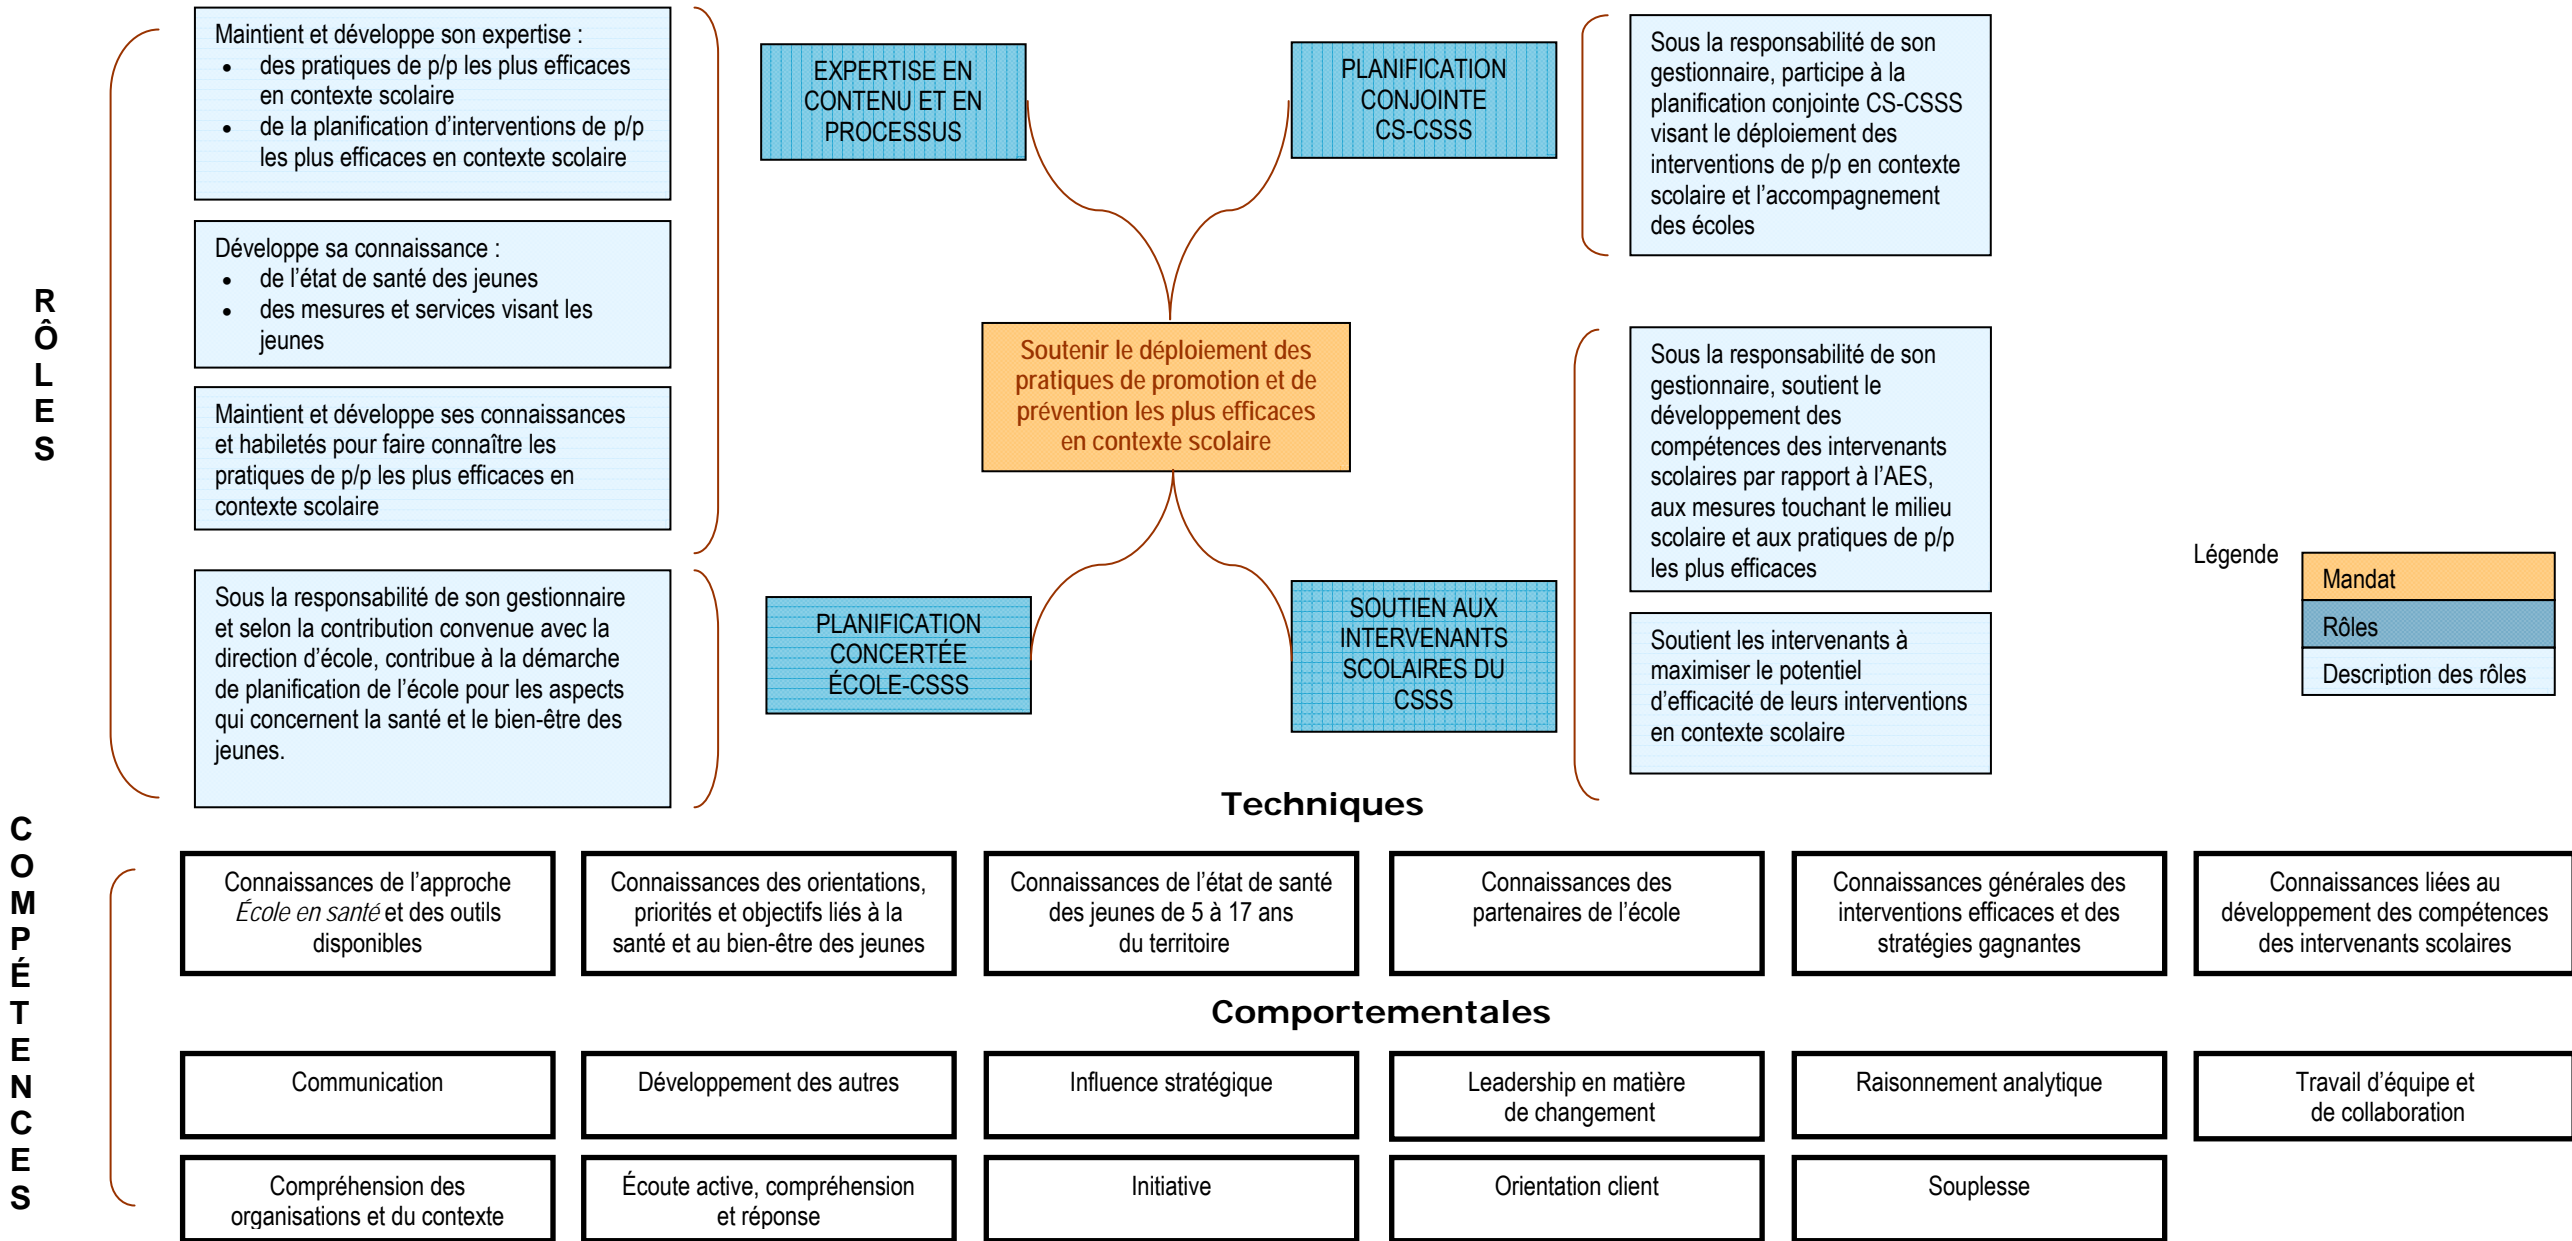 R
Ô
L
E
S
Maintient et développe son expertise :
• des pratiques de p/p les plus efficaces
en contexte scolaire
• de la planification d'interventions de p/p
les plus efficaces en contexte scolaire
Développe sa connaissance :
• de l'état de santé des jeunes
• des mesures et services visant les
jeunes
Maintient et développe ses connaissances
et habiletés pour faire connaître les
pratiques de p/p les plus efficaces en
contexte scolaire
Sous la responsabilité de son gestionnaire
et selon la contribution convenue avec la
direction d'école, contribue à la démarche
de planification de l'école pour les aspects
qui concernent la santé et le bien-être des
jeunes.
EXPERTISE EN
CONTENU ET EN
PROCESSUS
PLANIFICATION
CONJOINTE
CS-CSSS
Soutenir le déploiement des
pratiques de promotion et de
prévention les plus efficaces
en contexte scolaire
PLANIFICATION
CONCERTÉE
ÉCOLE-CSSS
SOUTIEN AUX
INTERVENANTS
SCOLAIRES DU
CSSS
Sous la responsabilité de son
gestionnaire, participe à la
planification conjointe CS-CSSS
visant le déploiement des
interventions de p/p en contexte
scolaire et l'accompagnement
des écoles
Sous la responsabilité de son
gestionnaire, soutient le
développement des
compétences des intervenants
scolaires par rapport à l'AES,
aux mesures touchant le milieu
scolaire et aux pratiques de p/p
les plus efficaces
Soutient les intervenants à
maximiser le potentiel
d'efficacité de leurs interventions
en contexte scolaire
Légende
Mandat
Rôles
Description des rôles
C
O
M
P
É
T
E
N
C
E
S
Techniques
Connaissances de l'approche
École en santé et des outils
disponibles
Connaissances des orientations,
priorités et objectifs liés à la
santé et au bien-être des jeunes
Connaissances de l'état de santé
des jeunes de 5 à 17 ans
du territoire
Connaissances des
partenaires de l'école
Connaissances générales des
interventions efficaces et des
stratégies gagnantes
Connaissances liées au
développement des compétences
des intervenants scolaires
Comportementales
Communication
Développement des autres
Influence stratégique
Leadership en matière
de changement
Raisonnement analytique
Travail d'équipe et
de collaboration
Compréhension des
organisations et du contexte
Écoute active, compréhension
et réponse
Initiative
Orientation client
Souplesse